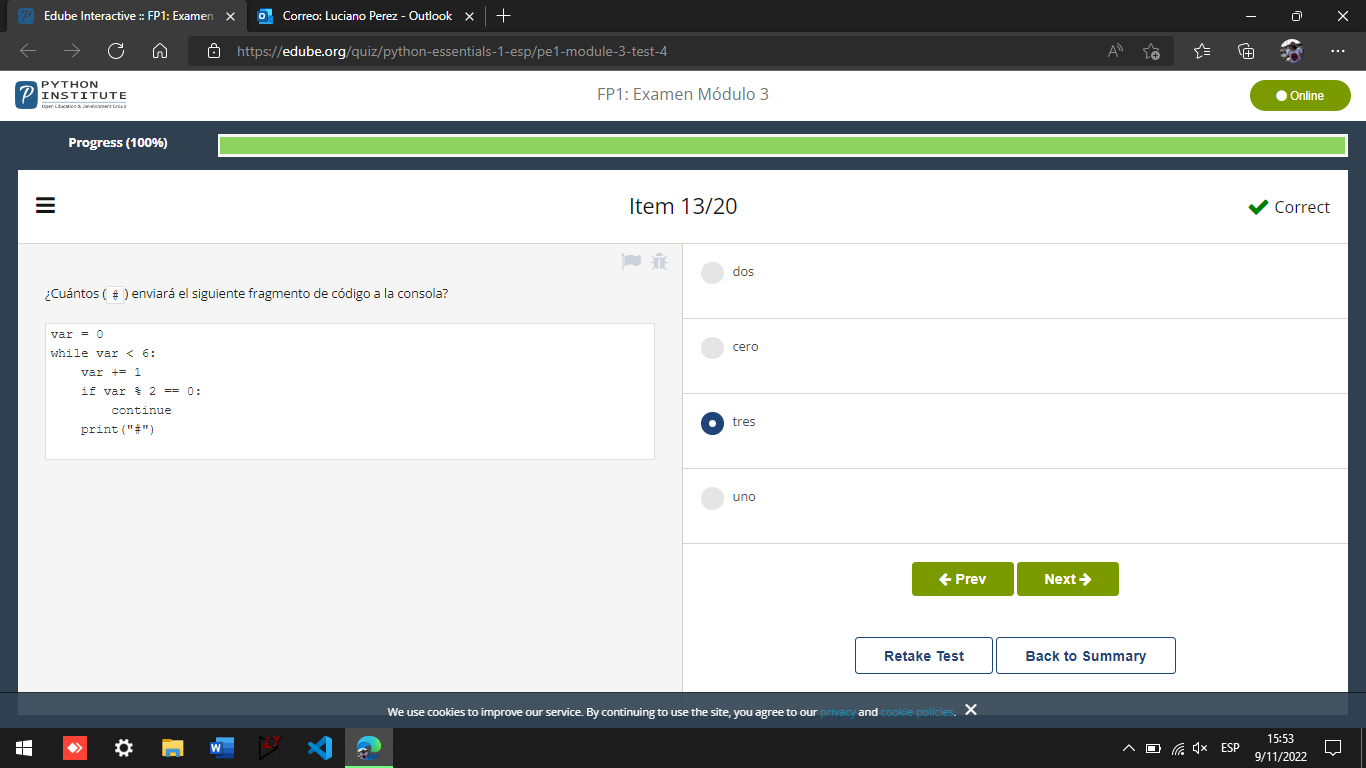 Edube Interactive :: FP1: Examen
Correo: Luciano Perez - Outlook
https://edube.org/quiz/python-essentials-1-esp/pe1-module-3-test-4
PYTHON
INSTITUTE
Open Education & Development Group
FP1: Examen Módulo 3
Online
Progress (100%)
Item 13/20
Correct
¿Cuántos ( # ) enviará el siguiente fragmento de código a la consola?
var = 0
while var < 6:
    var += 1
    if var % 2 == 0:
        continue
    print("#")
dos
cero
tres
uno
Prev
Next
Retake Test
Back to Summary
We use cookies to improve our service. By continuing to use the site, you agree to our privacy and cookie policies.
ESP
15:53
9/11/2022